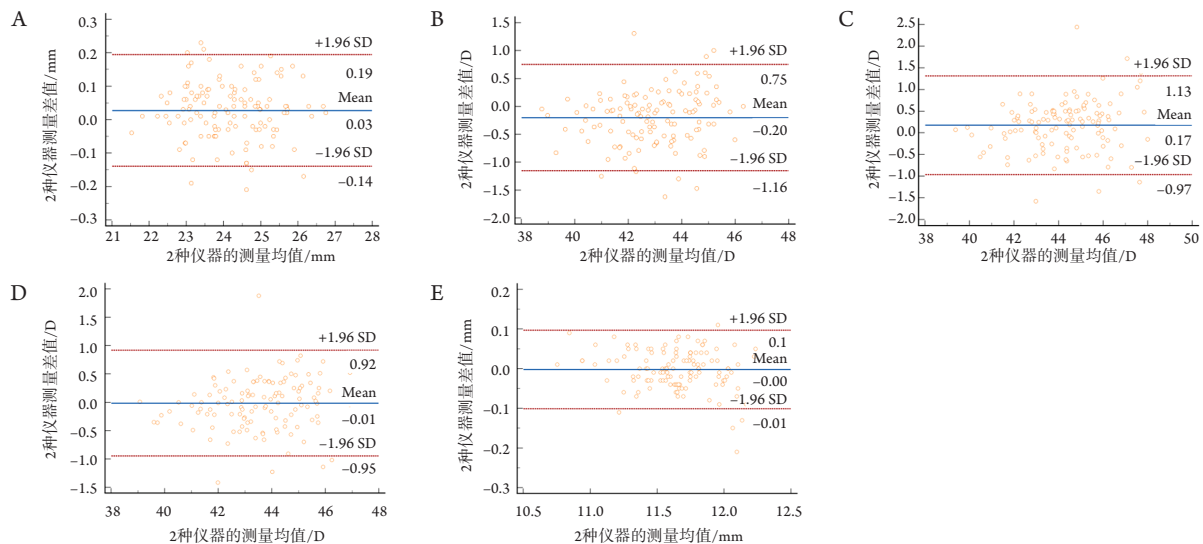 A
2种仪器测量差值/mm
0.3
0.2
0.1
0.0
–0.1
–0.2
–0.3
+1.96 SD
0.19
Mean
0.03
–1.96 SD
–0.14
21 22 23 24 25 26 27 28
2种仪器的测量均值/mm
B
2种仪器测量差值/D
1.5
1.0
0.5
0.0
–0.5
–1.0
–1.5
–2.0
+1.96 SD
0.75
Mean
–0.20
–1.96 SD
–1.16
38 40 42 44 46 48
2种仪器的测量均值/D
C
2种仪器测量差值/D
2.5
2.0
1.5
1.0
0.5
0.0
–0.5
–1.0
–1.5
–2.0
+1.96 SD
1.13
Mean
0.17
–1.96 SD
–0.97
38 40 42 44 46 48 50
2种仪器的测量均值/D
D
2种仪器测量差值/D
2.0
1.5
1.0
0.5
0.0
–0.5
–1.0
–1.5
+1.96 SD
0.92
Mean
–0.01
–1.96 SD
–0.95
38 40 42 44 46 48
2种仪器的测量均值/D
E
2种仪器测量差值/mm
0.2
0.1
0.0
–0.1
–0.2
–0.3
+1.96 SD
0.1
Mean
–0.00
–1.96 SD
–0.01
10.5 11.0 11.5 12.0 12.5
2种仪器的测量均值/mm